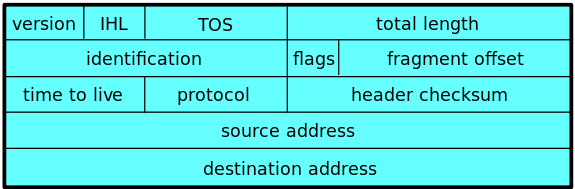 version IHL TOS total length
identification flags fragment offset
time to live protocol header checksum
source address
destination address